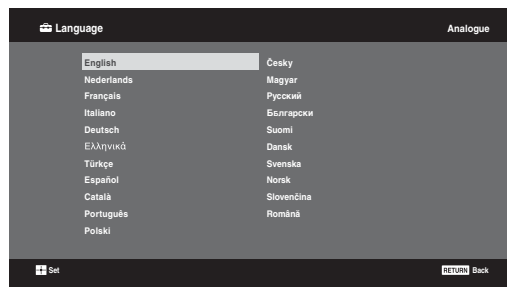 Language
Analogue
English
Nederlands
Français
Italiano
Deutsch
Ελληνικά
Türkçe
Español
Català
Português
Polski
Česky
Magyar
Русский
Български
Suomi
Dansk
Svenska
Norsk
Slovenčina
Română
Set
RETURN Back